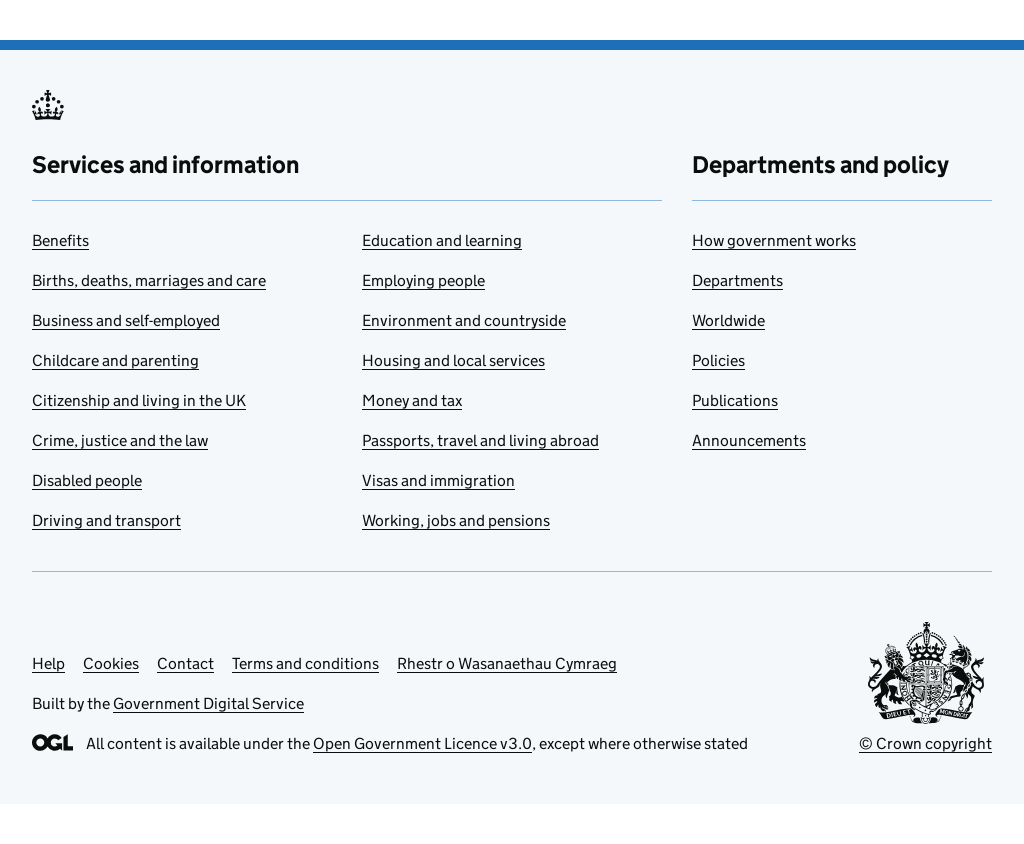 Services and information
Benefits
Births, deaths, marriages and care
Business and self-employed
Childcare and parenting
Citizenship and living in the UK
Crime, justice and the law
Disabled people
Driving and transport
Education and learning
Employing people
Environment and countryside
Housing and local services
Money and tax
Passports, travel and living abroad
Visas and immigration
Working, jobs and pensions
Departments and policy
How government works
Departments
Worldwide
Policies
Publications
Announcements
Help Cookies Contact Terms and conditions Rhestr o Wasanaethau Cymraeg
Built by the Government Digital Service
OGL All content is available under the Open Government Licence v3.0, except where otherwise stated
QUI
DIEU ET MON DROIT
© Crown copyright